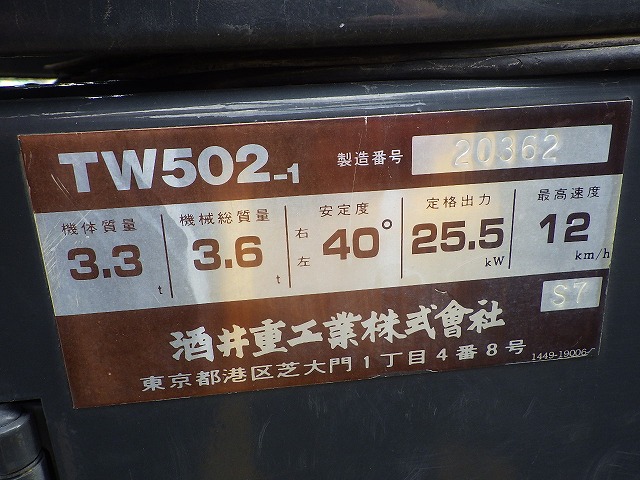 TW502-1 製造番号 20362
機体質量 機械総質量 安定度 定格出力 最高速度
3.3 t 3.6 t 右左 40° 25.5 kW 12 km/h
S7
酒井重工業株式會社
東京都港区芝大門1丁目4番8号 1449-19006